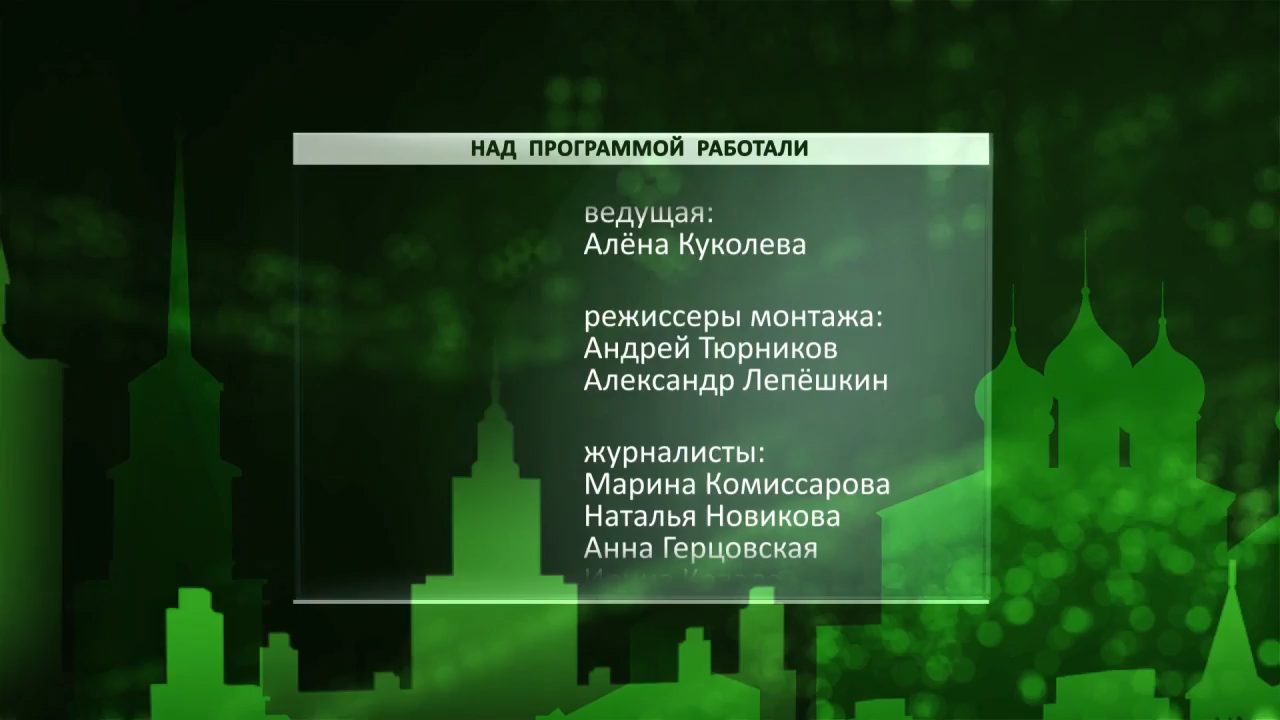 НАД ПРОГРАММОЙ РАБОТАЛИ
ведущая:
Алёна Куколева
режиссеры монтажа:
Андрей Тюрников
Александр Лепёшкин
журналисты:
Марина Комиссарова
Наталья Новикова
Анна Герцовская